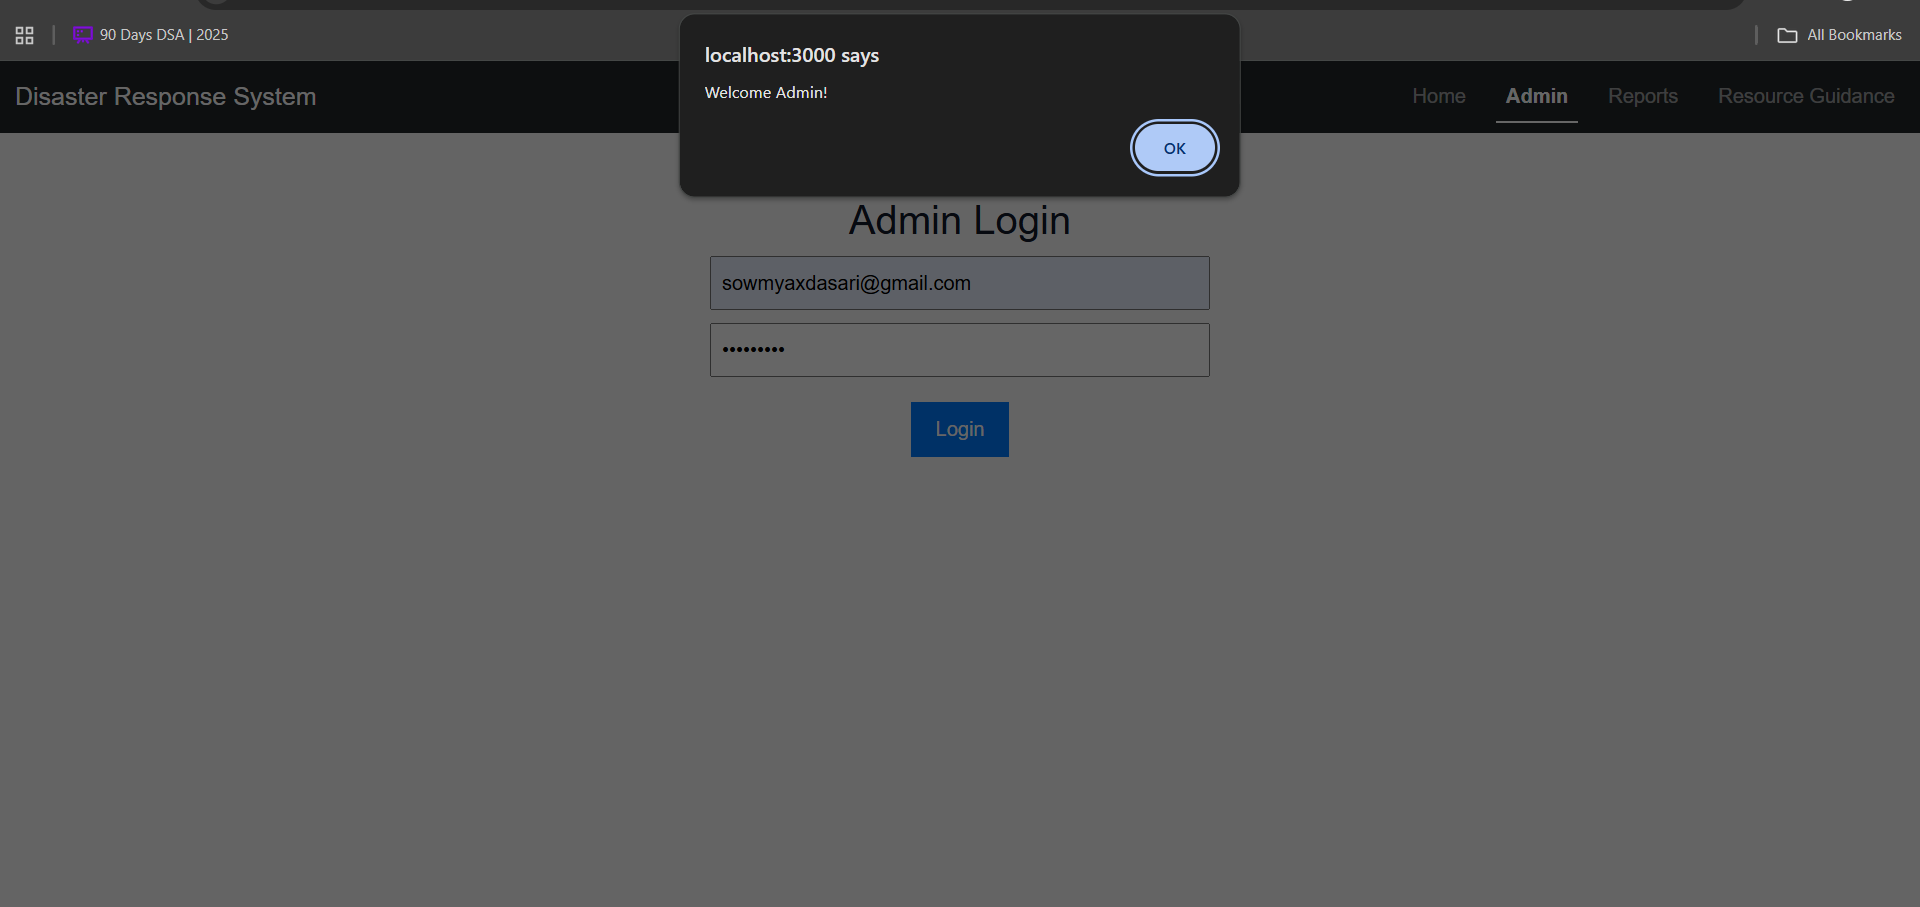 90 Days DSA | 2025
All Bookmarks
localhost:3000 says
Welcome Admin!
OK
Disaster Response System
Home
Admin
Reports
Resource Guidance
Admin Login
sowmyaxdasari@gmail.com
•••••••••
Login